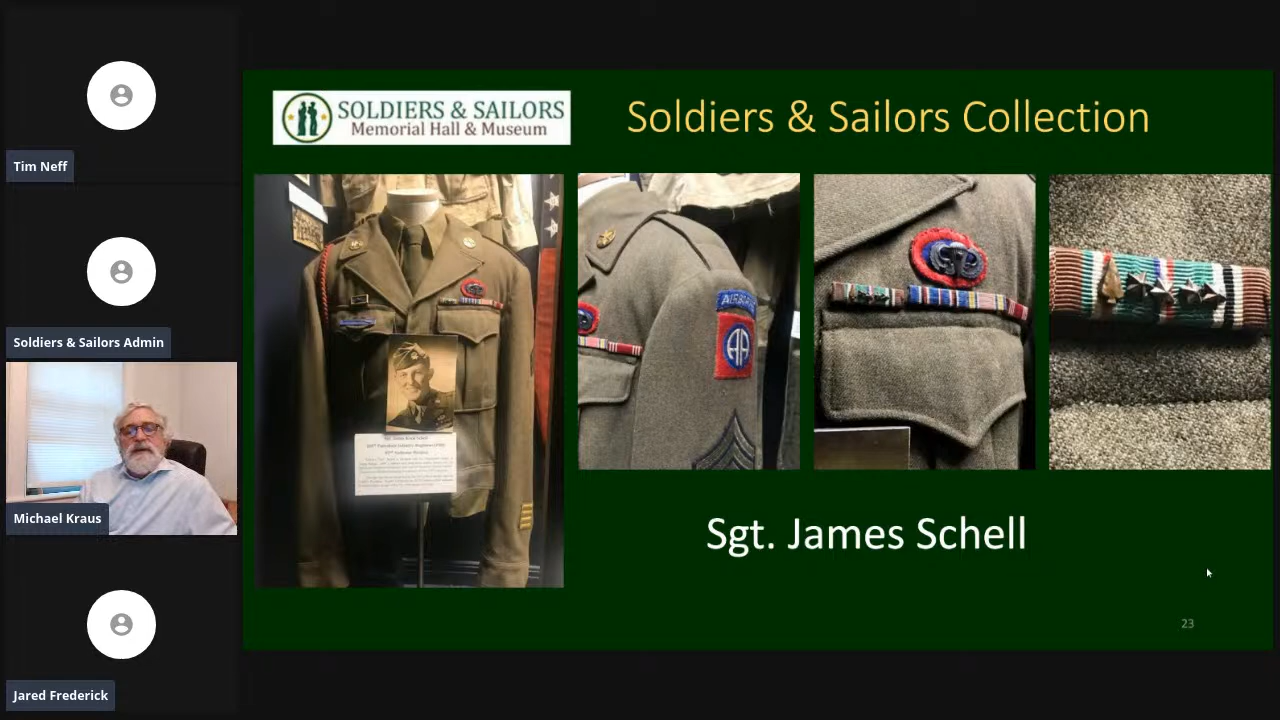 Tim Neff
Soldiers & Sailors Admin
Michael Kraus
Jared Frederick
SOLDIERS & SAILORS
Memorial Hall & Museum
Soldiers & Sailors Collection
AIRBORNE
AA
Sgt. James Schell
23